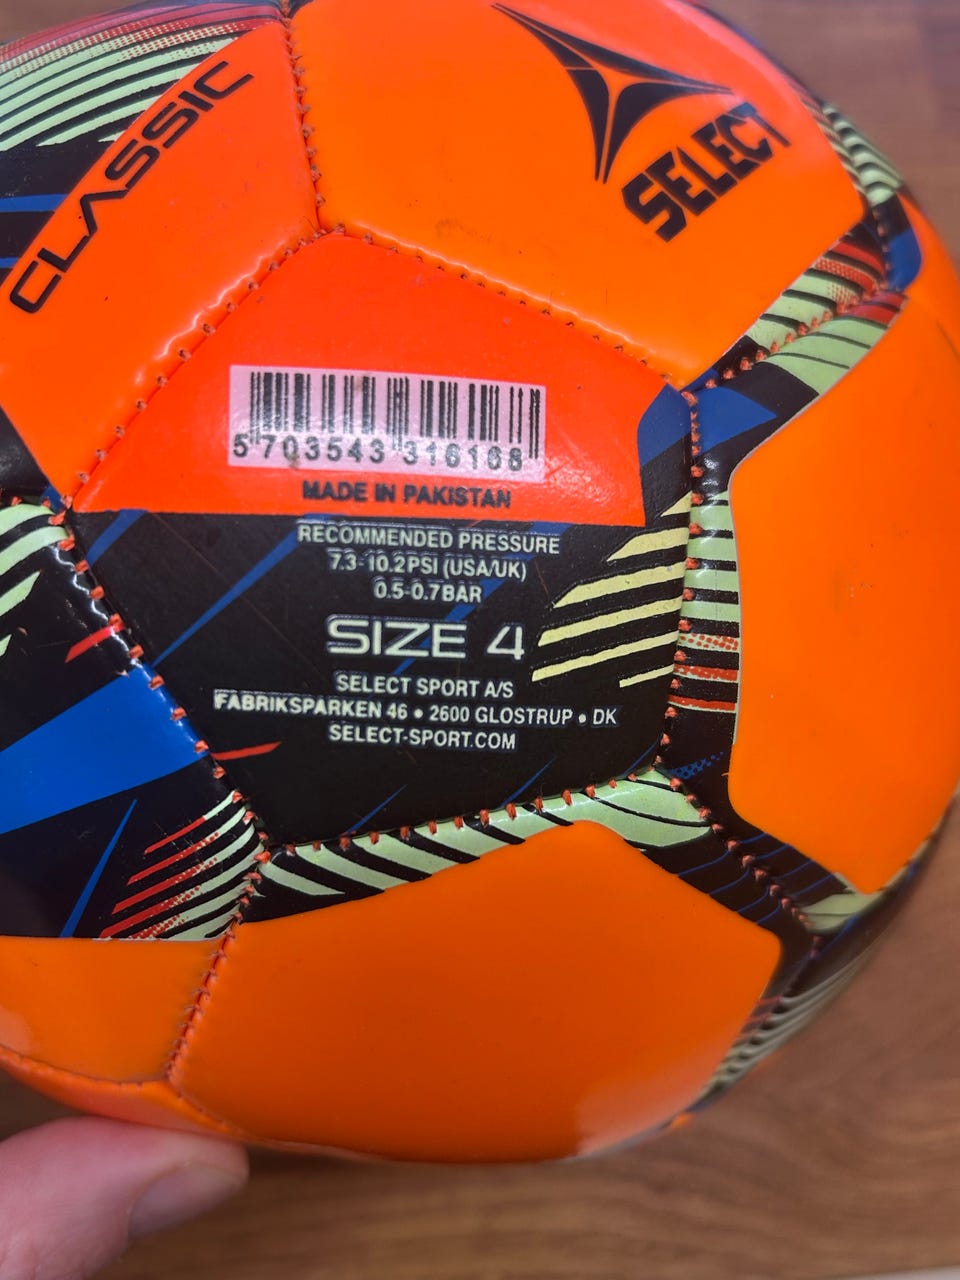 CLASSIC
SELECT
5 703543 316168
MADE IN PAKISTAN
RECOMMENDED PRESSURE
7.3-10.2PSI (USA/UK)
0.5-0.7BAR
SIZE 4
SELECT SPORT A/S
FABRIKSPARKEN 46 • 2600 GLOSTRUP • DK
SELECT-SPORT.COM